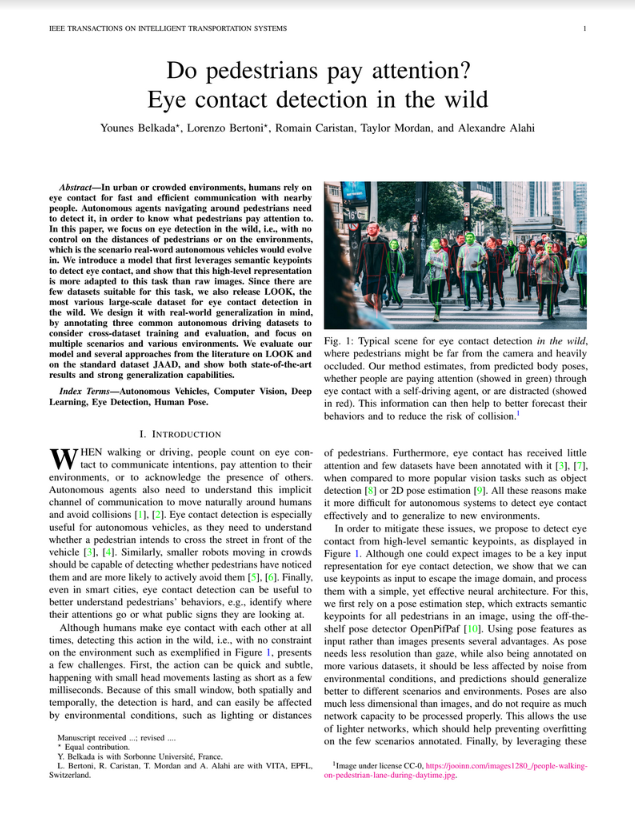 IEEE TRANSACTIONS ON INTELLIGENT TRANSPORTATION SYSTEMS 1
Do pedestrians pay attention?
Eye contact detection in the wild
Younes Belkada*, Lorenzo Bertoni*, Romain Caristan, Taylor Mordan, and Alexandre Alahi
Abstract—In urban or crowded environments, humans rely on
eye contact for fast and efficient communication with nearby
people. Autonomous agents navigating around pedestrians need
to detect it, in order to know what pedestrians pay attention to.
In this paper, we focus on eye detection in the wild, i.e., with no
control on the distances of pedestrians or on the environments,
which is the scenario real-word autonomous vehicles would evolve
in. We introduce a model that first leverages semantic keypoints
to detect eye contact, and show that this high-level representation
is more adapted to this task than raw images. Since there are
few datasets suitable for this task, we also release LOOK, the
most various large-scale dataset for eye contact detection in
the wild. We design it with real-world generalization in mind,
by annotating three common autonomous driving datasets to
consider cross-dataset training and evaluation, and focus on
multiple scenarios and various environments. We evaluate our
model and several approaches from the literature on LOOK and
on the standard dataset JAAD, and show both state-of-the-art
results and strong generalization capabilities.
Index Terms—Autonomous Vehicles, Computer Vision, Deep
Learning, Eye Detection, Human Pose.
I. INTRODUCTION
WHEN walking or driving, people count on eye con-
tact to communicate intentions, pay attention to their
environments, or to acknowledge the presence of others.
Autonomous agents also need to understand this implicit
channel of communication to move naturally around humans
and avoid collisions [1], [2]. Eye contact detection is especially
useful for autonomous vehicles, as they need to understand
whether a pedestrian intends to cross the street in front of the
vehicle [3], [4]. Similarly, smaller robots moving in crowds
should be capable of detecting whether pedestrians have noticed
them and are more likely to actively avoid them [5], [6]. Finally,
even in smart cities, eye contact detection can be useful to
better understand pedestrians' behaviors, e.g., identify where
their attentions go or what public signs they are looking at.
Although humans make eye contact with each other at all
times, detecting this action in the wild, i.e., with no constraint
on the environment such as exemplified in Figure 1, presents
a few challenges. First, the action can be quick and subtle,
happening with small head movements lasting as short as a few
milliseconds. Because of this small window, both spatially and
temporally, the detection is hard, and can easily be affected
by environmental conditions, such as lighting or distances
Manuscript received ...; revised ....
* Equal contribution.
Y. Belkada is with Sorbonne Université, France.
L. Bertoni, R. Caristan, T. Mordan and A. Alahi are with VITA, EPFL,
Switzerland.
Fig. 1: Typical scene for eye contact detection in the wild,
where pedestrians might be far from the camera and heavily
occluded. Our method estimates, from predicted body poses,
whether people are paying attention (showed in green) through
eye contact with a self-driving agent, or are distracted (showed
in red). This information can then help to better forecast their
behaviors and to reduce the risk of collision.1
of pedestrians. Furthermore, eye contact has received little
attention and few datasets have been annotated with it [3], [7],
when compared to more popular vision tasks such as object
detection [8] or 2D pose estimation [9]. All these reasons make
it more difficult for autonomous systems to detect eye contact
effectively and to generalize to new environments.
In order to mitigate these issues, we propose to detect eye
contact from high-level semantic keypoints, as displayed in
Figure 1. Although one could expect images to be a key input
representation for eye contact detection, we show that we can
use keypoints as input to escape the image domain, and process
them with a simple, yet effective neural architecture. For this,
we first rely on a pose estimation step, which extracts semantic
keypoints for all pedestrians in an image, using the off-the-
shelf pose detector OpenPifPaf [10]. Using pose features as
input rather than images presents several advantages. As pose
needs less resolution than gaze, while also being annotated on
more various datasets, it should be less affected by noise from
environmental conditions, and predictions should generalize
better to different scenarios and environments. Poses are also
much less dimensional than images, and do not require as much
network capacity to be processed properly. This allows the use
of lighter networks, which should help preventing overfitting
on the few scenarios annotated. Finally, by leveraging these
1Image under license CC-0, https://jooinn.com/images1280_/people-walking-
on-pedestrian-lane-during-daytime.jpg.